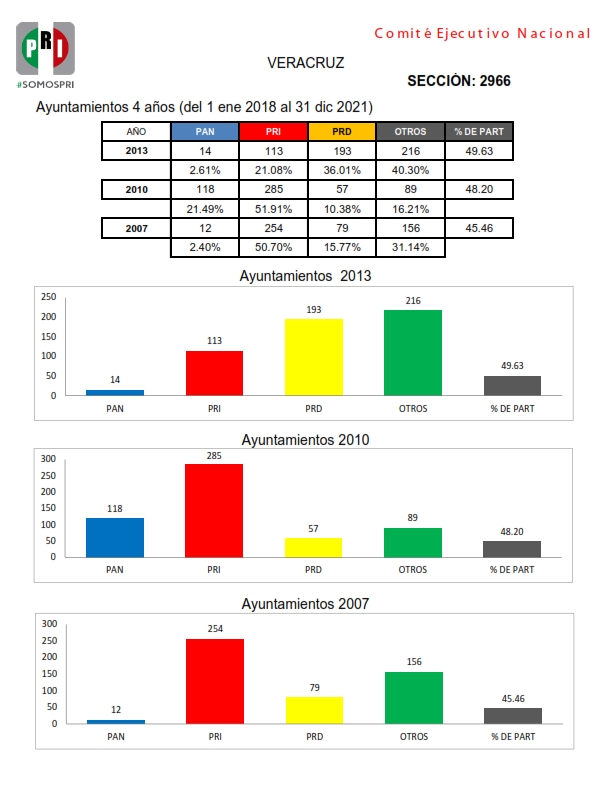 PRI
#SOMOSPRI
Comité Ejecutivo Nacional
VERACRUZ
SECCIÓN: 2966
Ayuntamientos 4 años (del 1 ene 2018 al 31 dic 2021)
AÑO PAN PRI PRD OTROS % DE PART
2013 14 113 193 216 49.63
2.61% 21.08% 36.01% 40.30%
2010 118 285 57 89 48.20
21.49% 51.91% 10.38% 16.21%
2007 12 254 79 156 45.46
2.40% 50.70% 15.77% 31.14%
Ayuntamientos 2013
250
200
150
100
50
0
14 113 193 216 49.63
PAN PRI PRD OTROS % DE PART
Ayuntamientos 2010
300
250
200
150
100
50
0
118 285 57 89 48.20
PAN PRI PRD OTROS % DE PART
Ayuntamientos 2007
300
250
200
150
100
50
0
12 254 79 156 45.46
PAN PRI PRD OTROS % DE PART